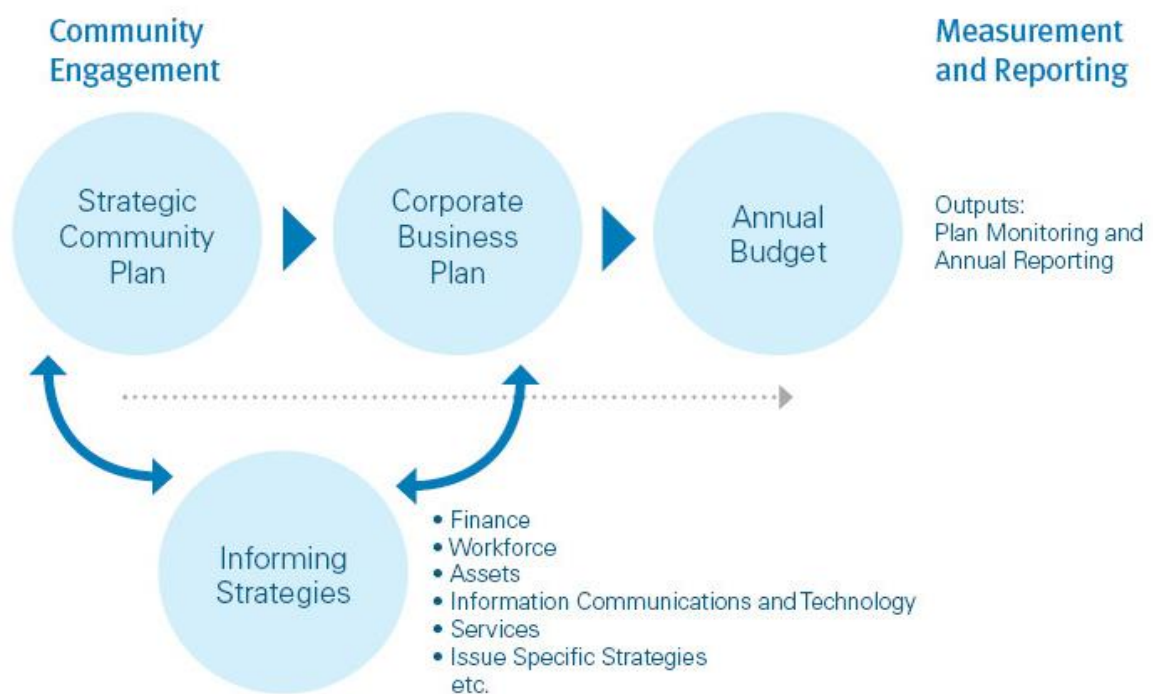 Community
Engagement
Measurement
and Reporting
Strategic
Community
Plan
Corporate
Business
Plan
Annual
Budget
Outputs:
Plan Monitoring and
Annual Reporting
Informing
Strategies
• Finance
• Workforce
• Assets
• Information Communications and Technology
• Services
• Issue Specific Strategies
etc.